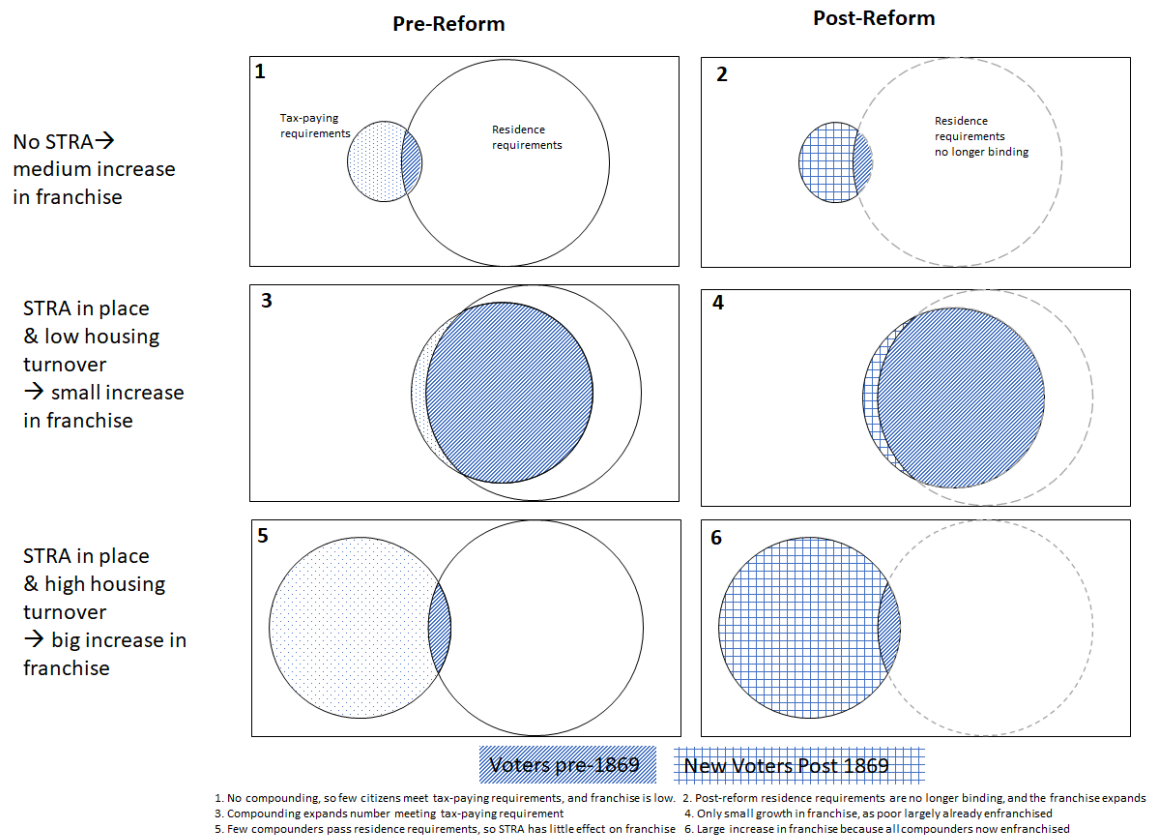 Pre-Reform
Post-Reform
No STRA→
medium increase
in franchise
1
Tax-paying
requirements
Residence
requirements
2
Residence
requirements
no longer binding
STRA in place
& low housing
turnover
→ small increase
in franchise
3
4
STRA in place
& high housing
turnover
→ big increase in
franchise
5
6
Voters pre-1869
New Voters Post 1869
1. No compounding, so few citizens meet tax-paying requirements, and franchise is low.
2. Post-reform residence requirements are no longer binding, and the franchise expands
3. Compounding expands number meeting tax-paying requirement
4. Only small growth in franchise, as poor largely already enfranchised
5. Few compounders pass residence requirements, so STRA has little effect on franchise
6. Large increase in franchise because all compounders now enfranchised